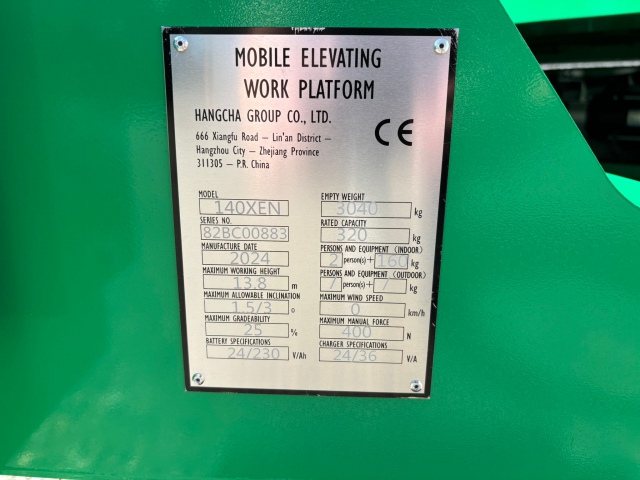 MOBILE ELEVATING
WORK PLATFORM
HANGCHA GROUP CO., LTD.
666 Xiangfu Road — Lin'an District —
Hangzhou City — Zhejiang Province
311305 — P.R. China
CE
MODEL
140XEN
SERIES NO.
82BC00883
MANUFACTURE DATE
2024
MAXIMUM WORKING HEIGHT
13.8 m
MAXIMUM ALLOWABLE INCLINATION
1.5/3 °
MAXIMUM GRADEABILITY
25 %
BATTERY SPECIFICATIONS
24/230 V/Ah
EMPTY WEIGHT
3040 kg
RATED CAPACITY
320 kg
PERSONS AND EQUIPMENT (INDOOR)
2 person(s) + 160 kg
PERSONS AND EQUIPMENT (OUTDOOR)
/ person(s) + / kg
MAXIMUM WIND SPEED
0 km/h
MAXIMUM MANUAL FORCE
400 N
CHARGER SPECIFICATIONS
24/36 V/A